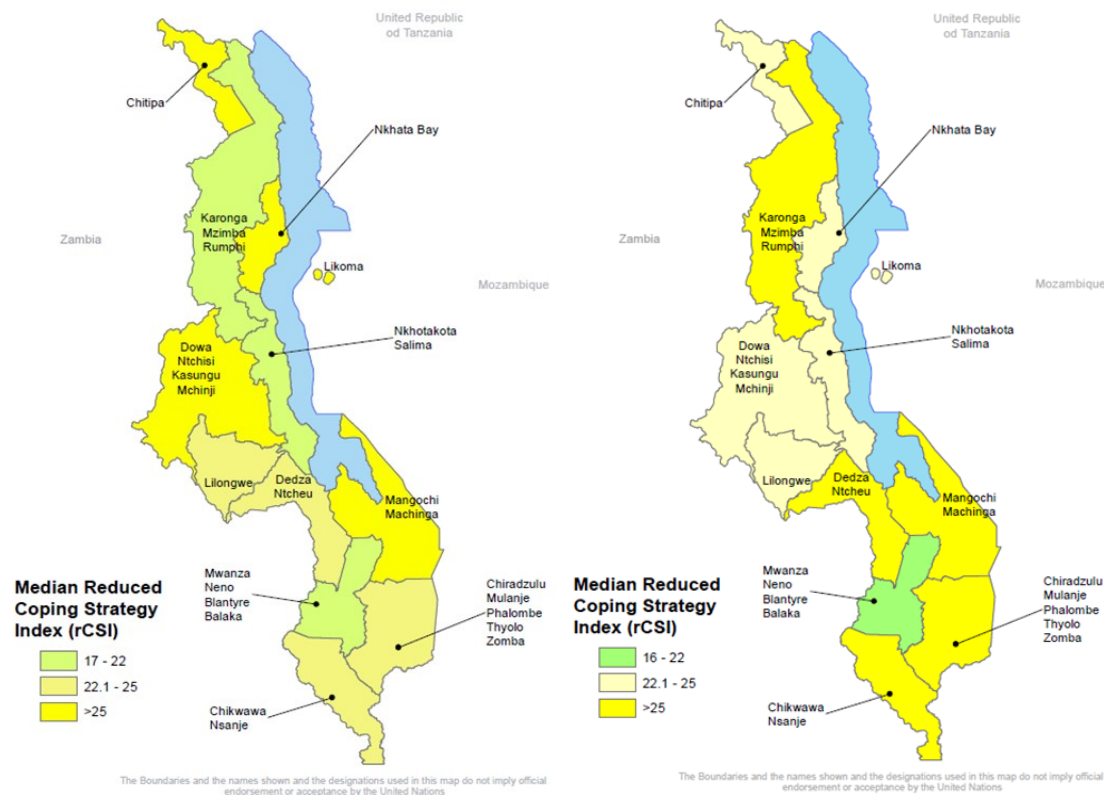 United Republic
od Tanzania
Chitipa
Nkhata Bay
Karonga
Mzimba
Rumphi
Zambia
Likoma
Mozambique
Nkhotakota
Salima
Dowa
Ntchisi
Kasungu
Mchinji
Lilongwe
Dedza
Ntcheu
Mangochi
Machinga
Mwanza
Neno
Blantyre
Balaka
Chiradzulu
Mulanje
Phalombe
Thyolo
Zomba
Chikwawa
Nsanje
Median Reduced
Coping Strategy
Index (rCSI)
17 - 22
22.1 - 25
>25
The Boundaries and the names shown and the designations used in this map do not imply official
endorsement or acceptance by the United Nations
United Republic
od Tanzania
Chitipa
Nkhata Bay
Karonga
Mzimba
Rumphi
Zambia
Likoma
Mozambique
Nkhotakota
Salima
Dowa
Ntchisi
Kasungu
Mchinji
Lilongwe
Dedza
Ntcheu
Mangochi
Machinga
Mwanza
Neno
Blantyre
Balaka
Chiradzulu
Mulanje
Phalombe
Thyolo
Zomba
Chikwawa
Nsanje
Median Reduced
Coping Strategy
Index (rCSI)
16 - 22
22.1 - 25
>25
The Boundaries and the names shown and the designations used in this map do not imply official
endorsement or acceptance by the United Nations